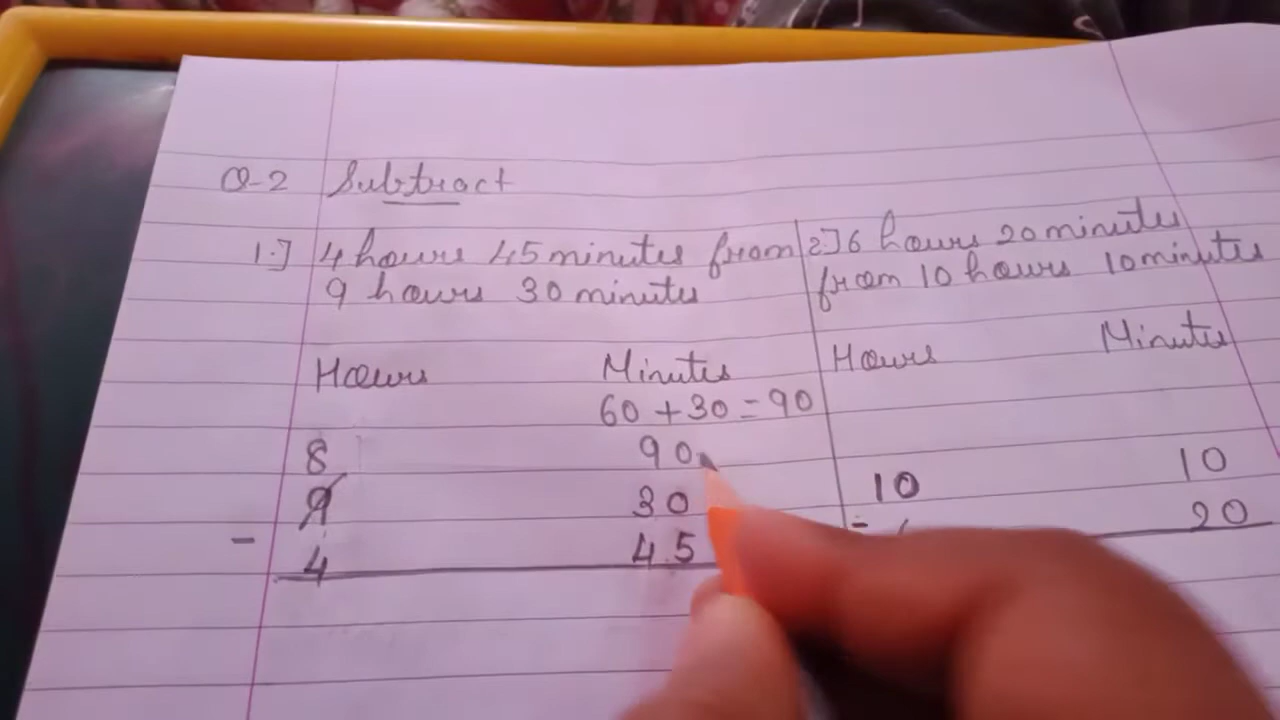 Q-2 Subtract
1.] 4 hours 45 minutes from
9 hours 30 minutes
Hours Minutes
60 + 30 = 90
8 90
9 30
- 4 45
2.] 6 hours 20 minutes
from 10 hours 10 minutes
Hours Minutes
10 10
- 20